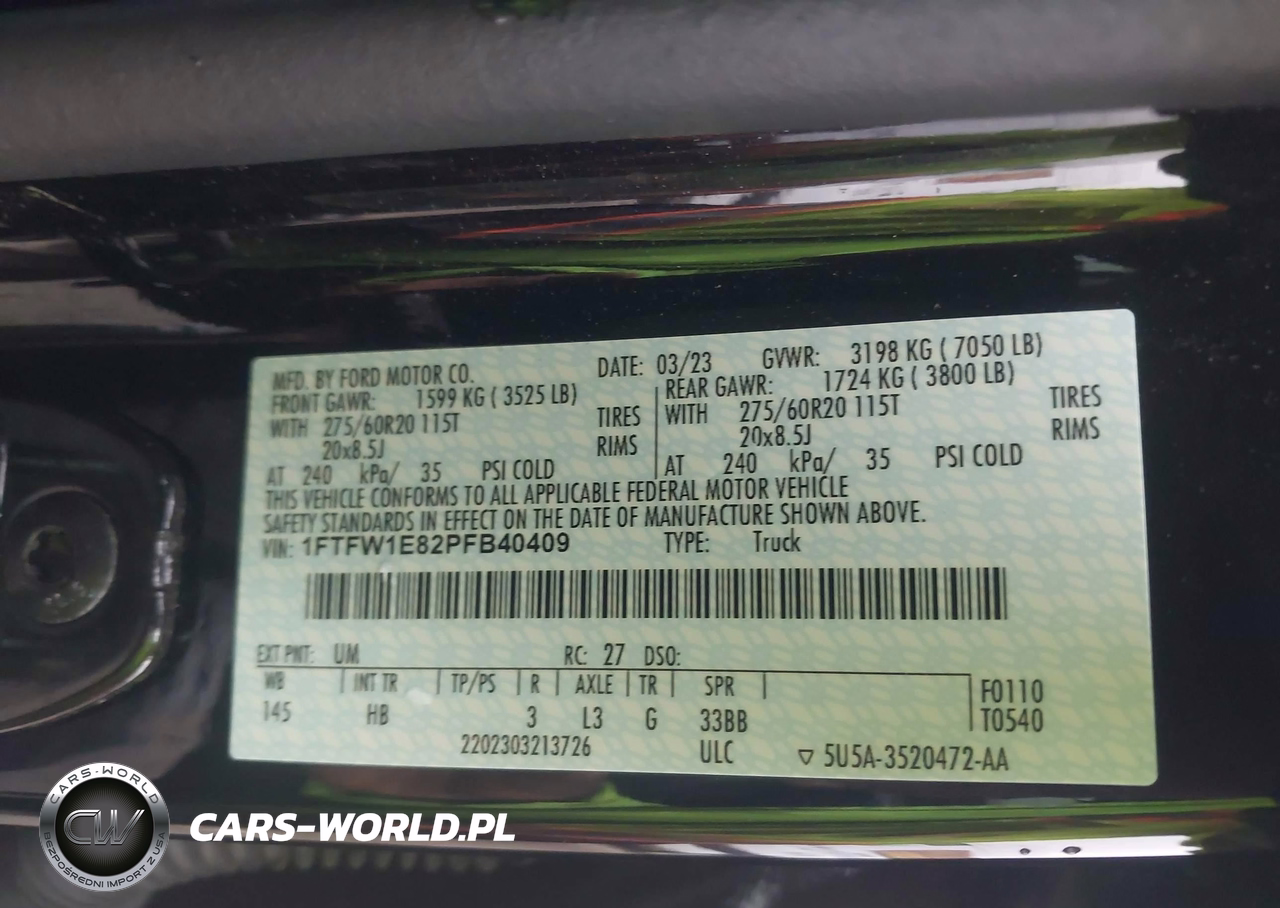 MFD. BY FORD MOTOR CO. DATE: 03/23 GVWR: 3198 KG ( 7050 LB)
FRONT GAWR: 1599 KG ( 3525 LB) REAR GAWR: 1724 KG ( 3800 LB)
WITH 275/60R20 115T TIRES WITH 275/60R20 115T TIRES
20x8.5J RIMS 20x8.5J RIMS
AT 240 kPa/ 35 PSI COLD AT 240 kPa/ 35 PSI COLD
THIS VEHICLE CONFORMS TO ALL APPLICABLE FEDERAL MOTOR VEHICLE
SAFETY STANDARDS IN EFFECT ON THE DATE OF MANUFACTURE SHOWN ABOVE.
VIN: 1FTFW1E82PFB40409 TYPE: Truck
EXT PNT: UM RC: 27 DSO:
WB INT TR TP/PS R AXLE TR SPR F0110
145 HB 3 L3 G 33BB T0540
2202303213726 ULC ▽ 5U5A-3520472-AA
CARS-WORLD
CW
BEZPOŚREDNI IMPORT Z USA
CARS-WORLD.PL